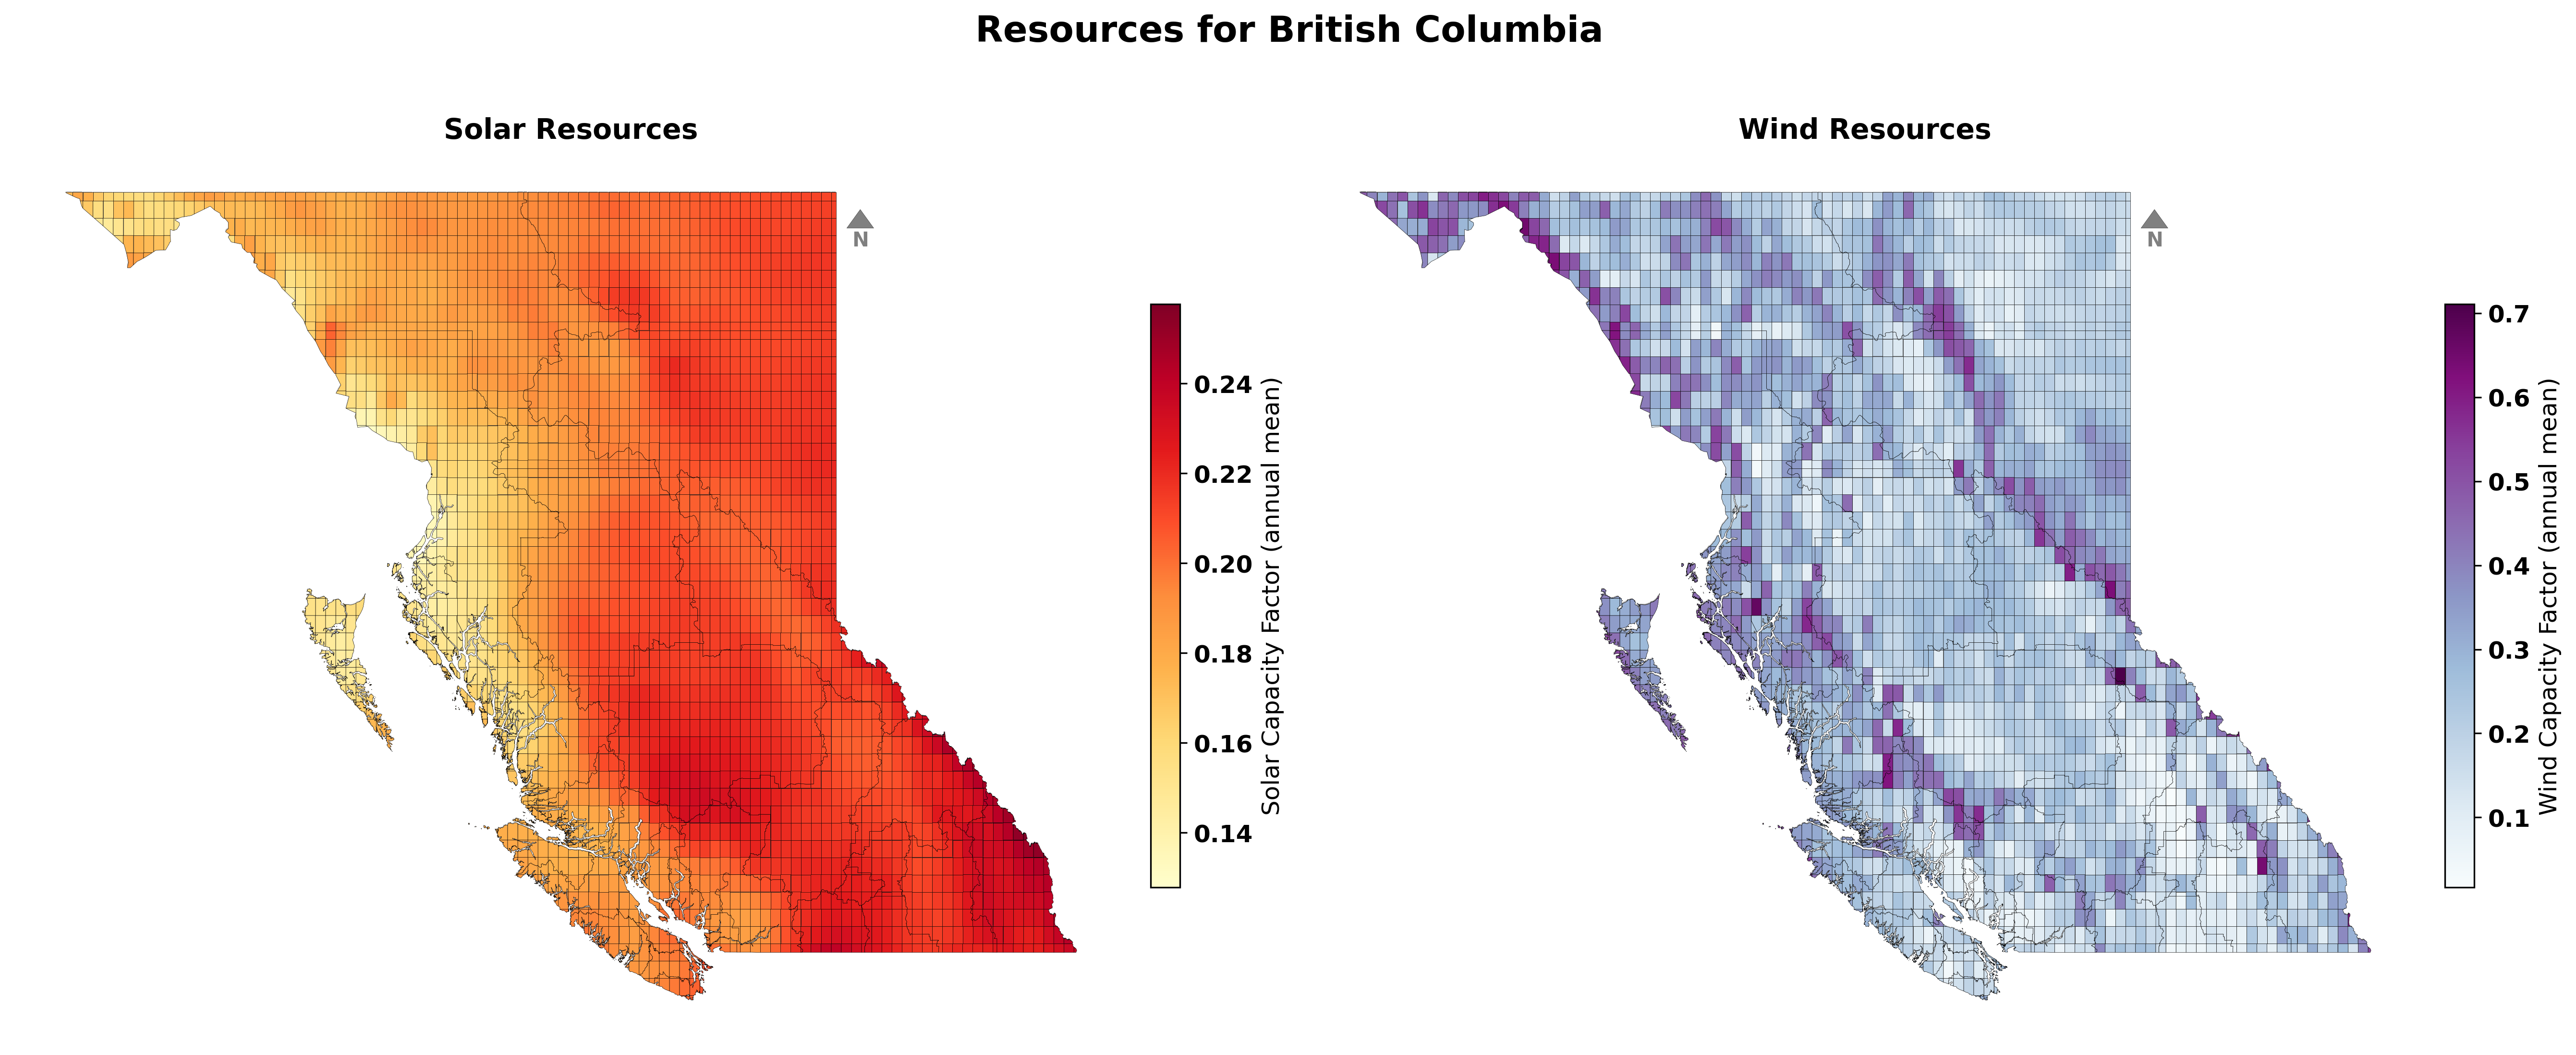 Resources for British Columbia
Solar Resources
N
0.24
0.22
0.20
0.18
0.16
0.14
Solar Capacity Factor (annual mean)
Wind Resources
N
0.7
0.6
0.5
0.4
0.3
0.2
0.1
Wind Capacity Factor (annual mean)